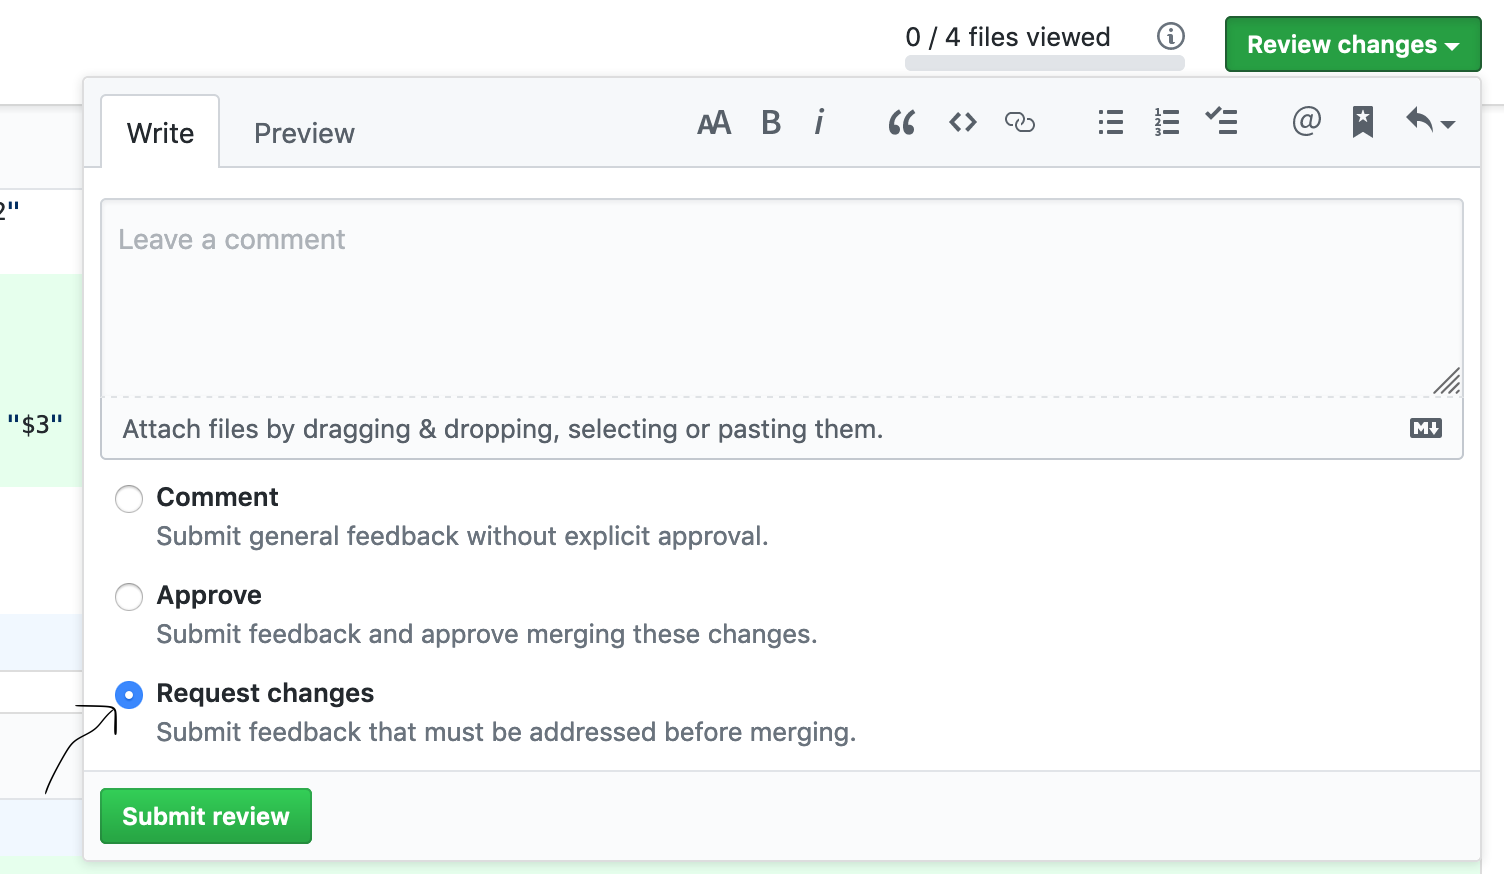 0 / 4 files viewed
Review changes
Write
Preview
AA B i
@
2"
Leave a comment
"$3"
Attach files by dragging & dropping, selecting or pasting them.
M
Comment
Submit general feedback without explicit approval.
Approve
Submit feedback and approve merging these changes.
Request changes
Submit feedback that must be addressed before merging.
Submit review